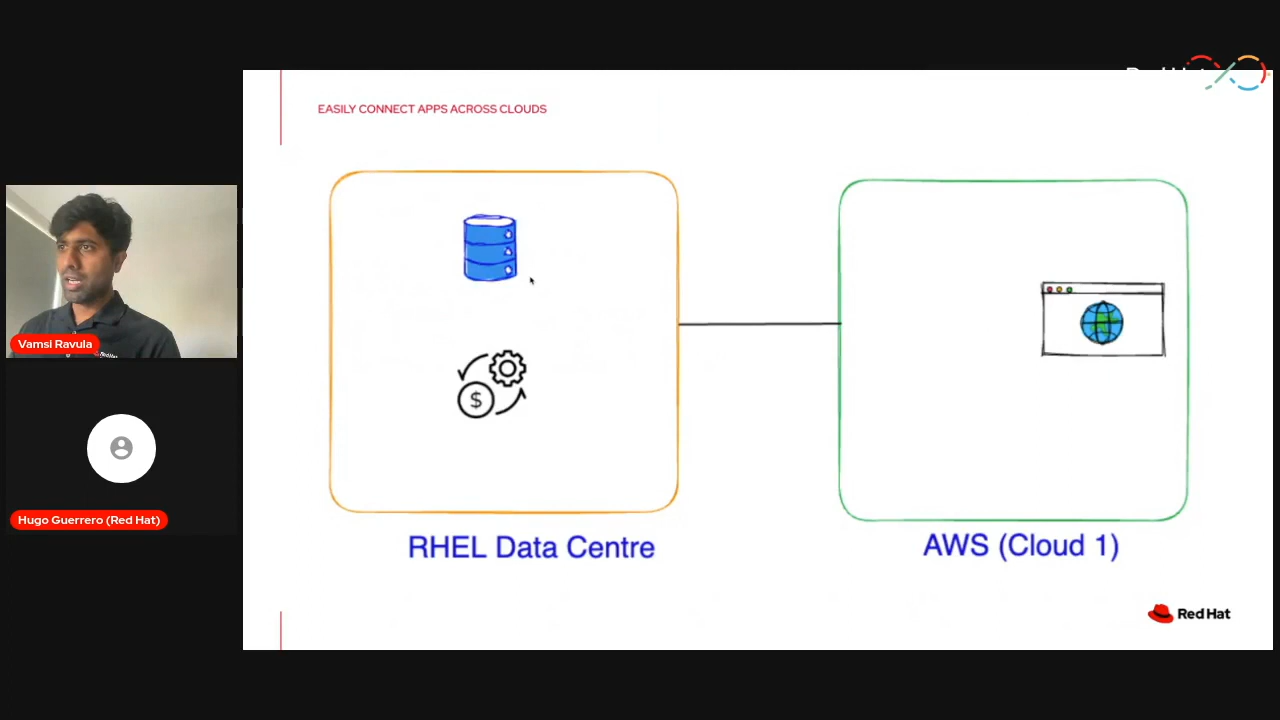 EASILY CONNECT APPS ACROSS CLOUDS
$
RHEL Data Centre
AWS (Cloud 1)
Red Hat
Vamsi Ravula
Hugo Guerrero (Red Hat)